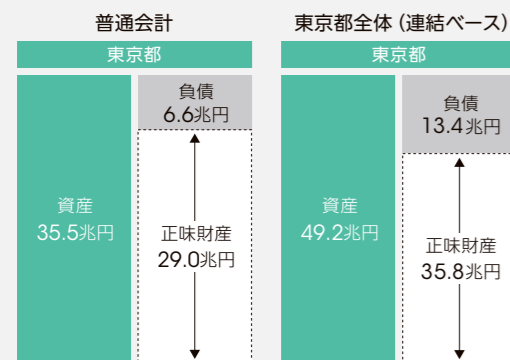 普通会計
東京都
資産
35.5兆円
負債
6.6兆円
正味財産
29.0兆円
東京都全体（連結ベース）
東京都
資産
49.2兆円
負債
13.4兆円
正味財産
35.8兆円